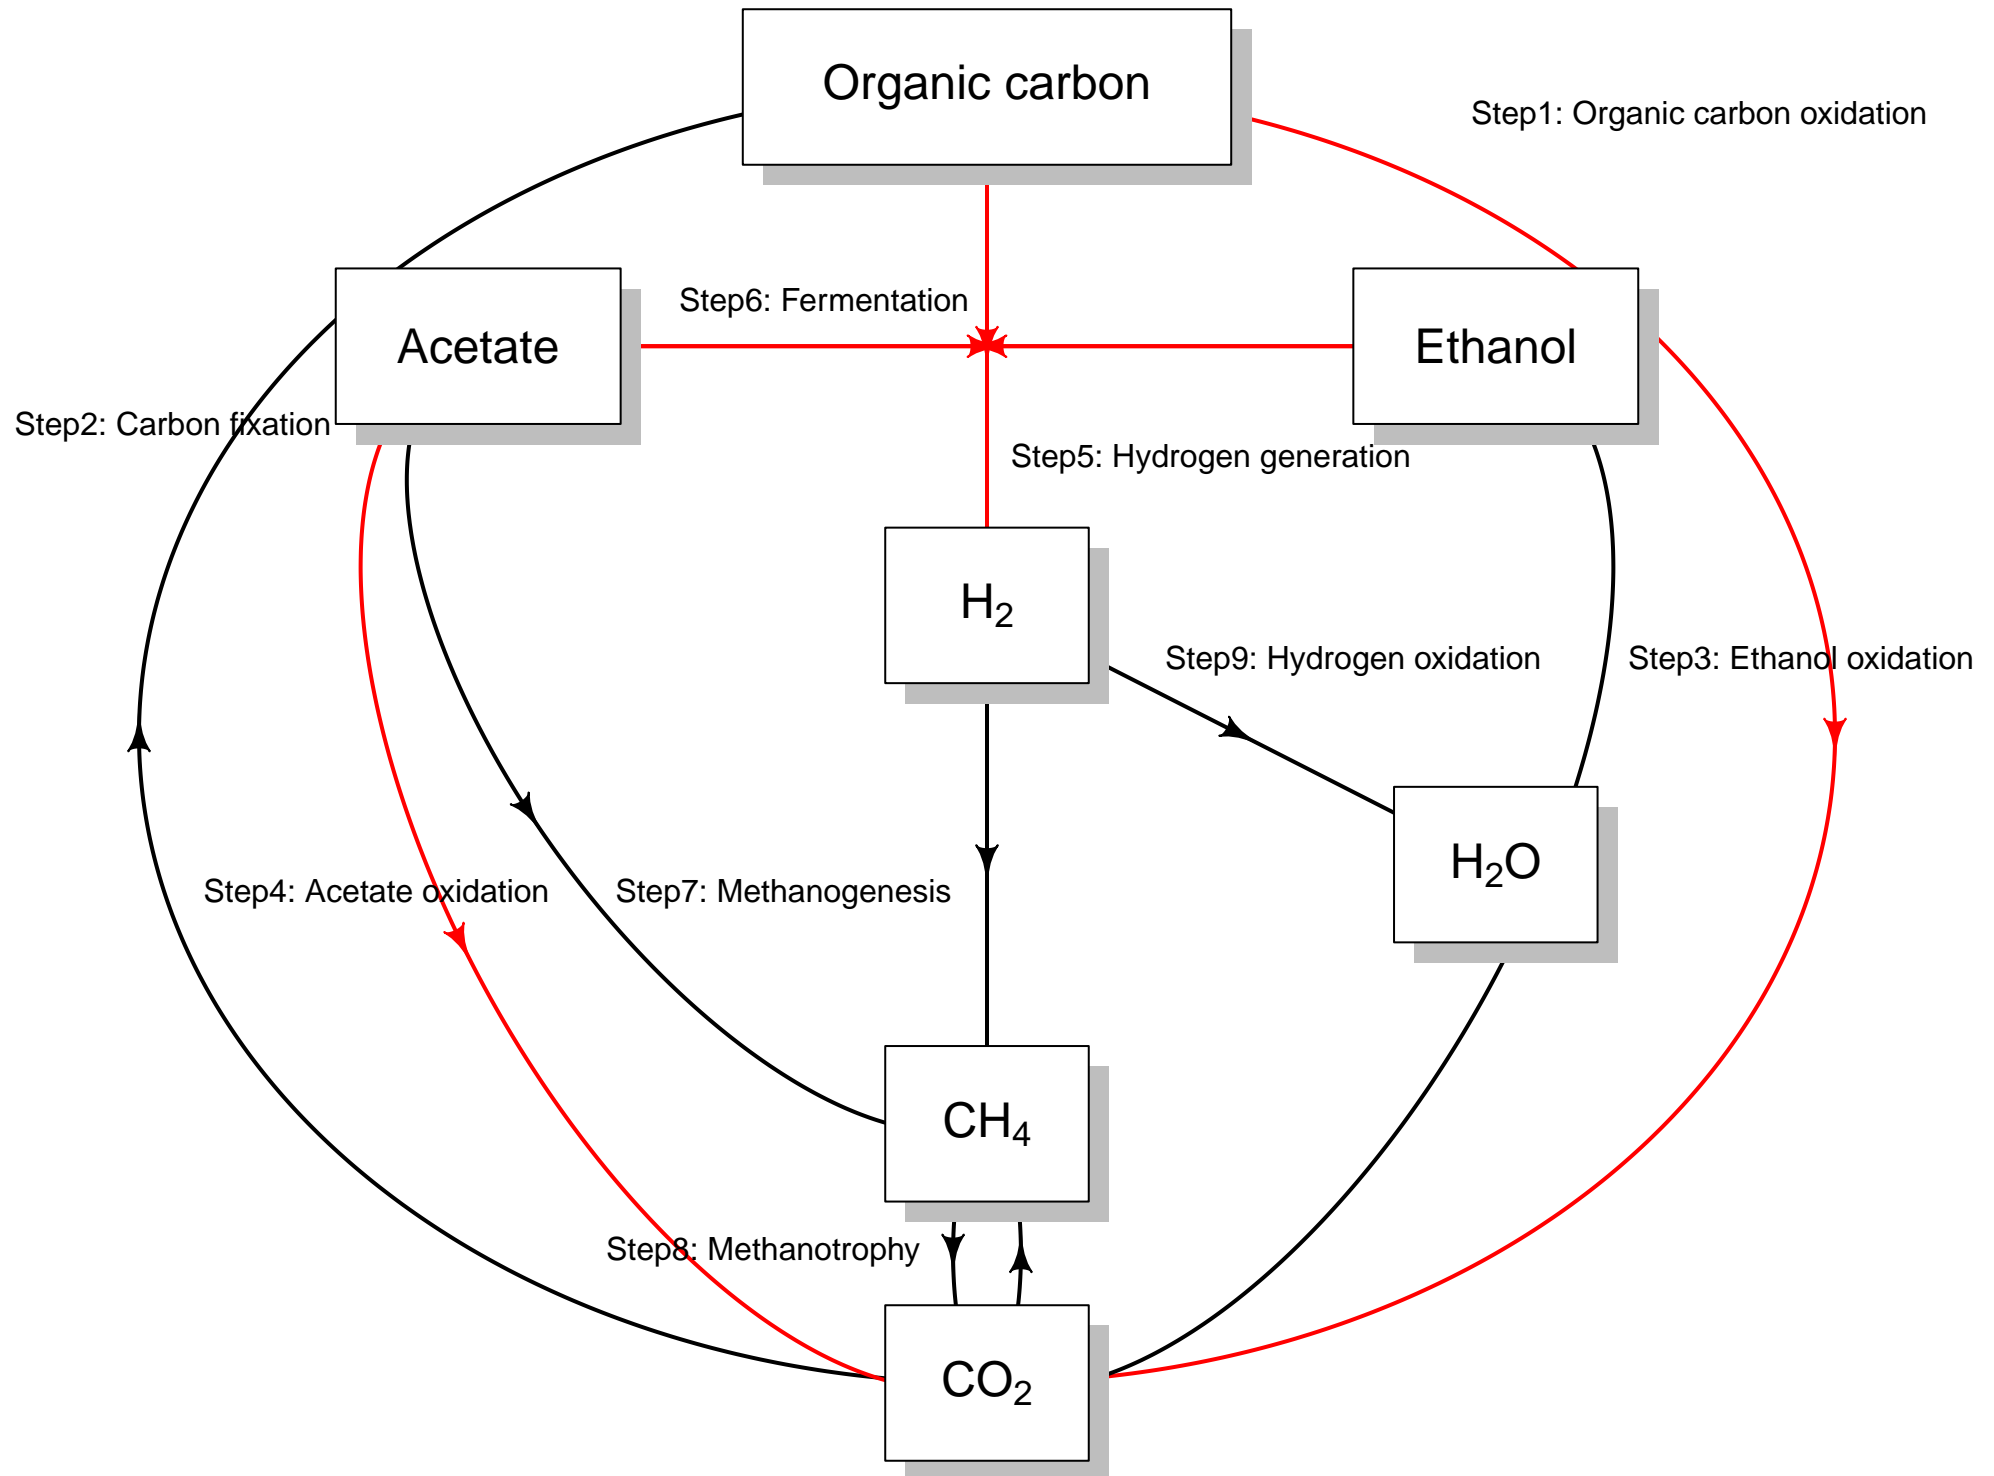 Organic carbon
Step1: Organic carbon oxidation
Step6: Fermentation
Acetate
Ethanol
Step2: Carbon fixation
Step5: Hydrogen generation
H₂
Step9: Hydrogen oxidation
Step3: Ethanol oxidation
H₂O
Step4: Acetate oxidation
Step7: Methanogenesis
CH₄
Step8: Methanotrophy
CO₂